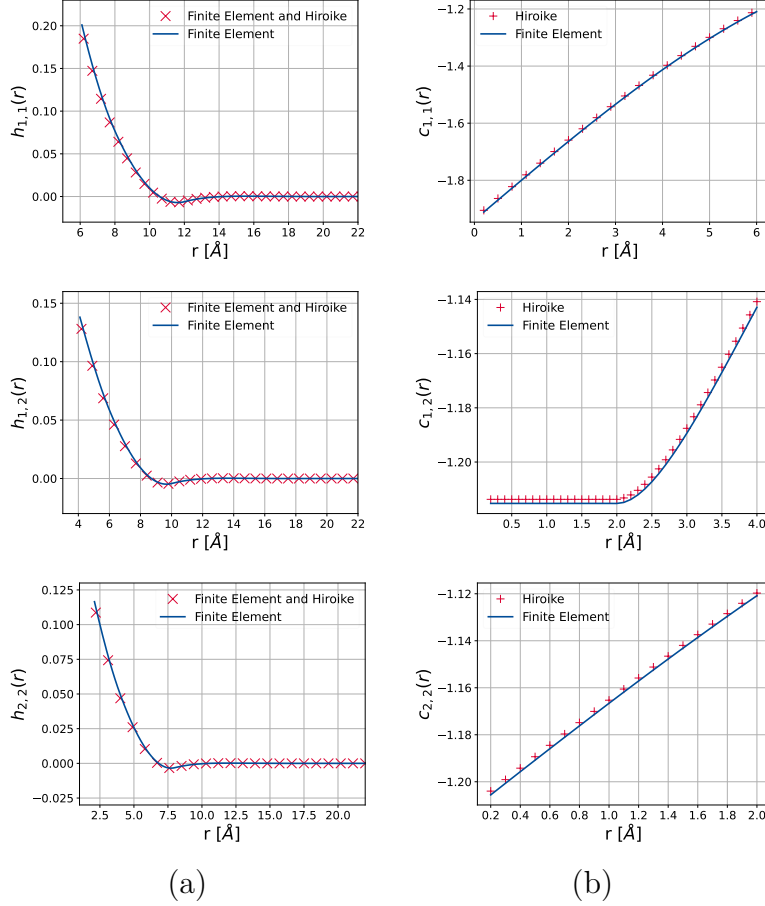 0.20
0.15
0.10
0.05
0.00
h1,1(r)
× Finite Element and Hiroike
Finite Element
6 8 10 12 14 16 18 20 22
r [Å]
−1.2
−1.4
−1.6
−1.8
c1,1(r)
+ Hiroike
Finite Element
0 1 2 3 4 5 6
r [Å]
0.15
0.10
0.05
0.00
h1,2(r)
× Finite Element and Hiroike
Finite Element
4 6 8 10 12 14 16 18 20 22
r [Å]
−1.14
−1.16
−1.18
−1.20
c1,2(r)
+ Hiroike
Finite Element
0.5 1.0 1.5 2.0 2.5 3.0 3.5 4.0
r [Å]
0.125
0.100
0.075
0.050
0.025
0.000
−0.025
h2,2(r)
× Finite Element and Hiroike
Finite Element
2.5 5.0 7.5 10.0 12.5 15.0 17.5 20.0
r [Å]
−1.12
−1.14
−1.16
−1.18
−1.20
c2,2(r)
+ Hiroike
Finite Element
0.2 0.4 0.6 0.8 1.0 1.2 1.4 1.6 1.8 2.0
r [Å]
(a)
(b)